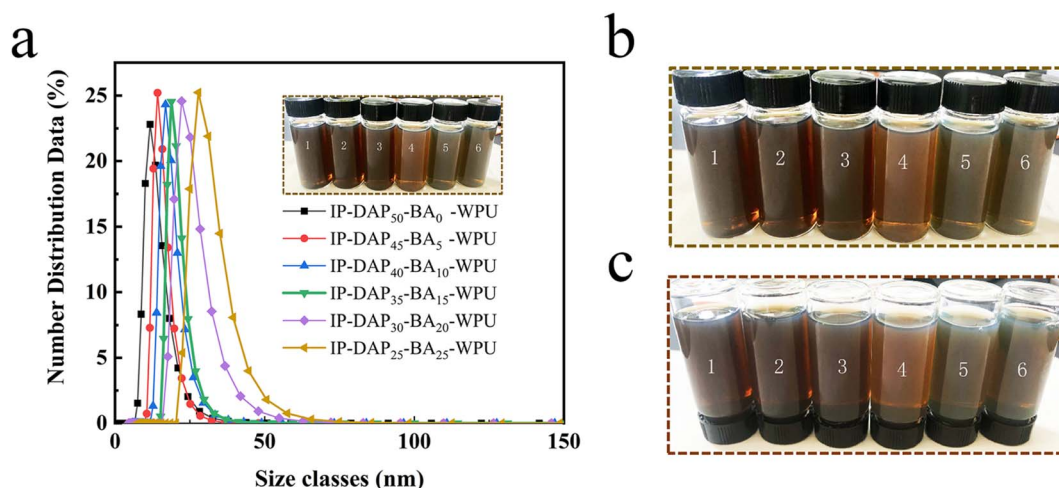 a
Number Distribution Data (%)
25
20
15
10
5
0
1 2 3 4 5 6
IP-DAP50-BA0 -WPU
IP-DAP45-BA5 -WPU
IP-DAP40-BA10-WPU
IP-DAP35-BA15-WPU
IP-DAP30-BA20-WPU
IP-DAP25-BA25-WPU
0 50 100 150
Size classes (nm)
b
1 2 3 4 5 6
c
1 2 3 4 5 6